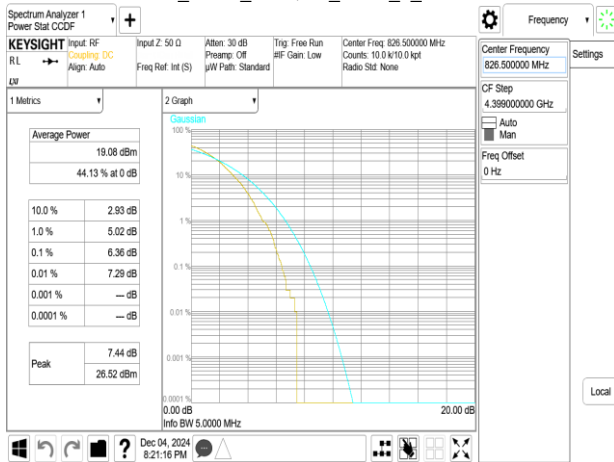 Spectrum Analyzer 1
Power Stat CCDF
Frequency
KEYSIGHT
RL
LXI
Input: RF
Coupling: DC
Align: Auto
Input Z: 50 Ω
Freq Ref: Int (S)
Atten: 30 dB
Preamp: Off
µW Path: Standard
Trig: Free Run
#IF Gain: Low
Center Freq: 826.500000 MHz
Counts: 10.0 k/10.0 kpt
Radio Std: None
Center Frequency
826.500000 MHz
Settings
CF Step
4.399000000 GHz
Auto
Man
Freq Offset
0 Hz
Local
1 Metrics
Average Power
19.08 dBm
44.13 % at 0 dB
10.0 % 2.93 dB
1.0 % 5.02 dB
0.1 % 6.36 dB
0.01 % 7.29 dB
0.001 % --- dB
0.0001 % --- dB
Peak
7.44 dB
26.52 dBm
2 Graph
Gaussian
100 %
10 %
1 %
0.1 %
0.01 %
0.001 %
0.0001 %
0.00 dB 20.00 dB
Info BW 5.0000 MHz
?
Dec 04, 2024
8:21:16 PM